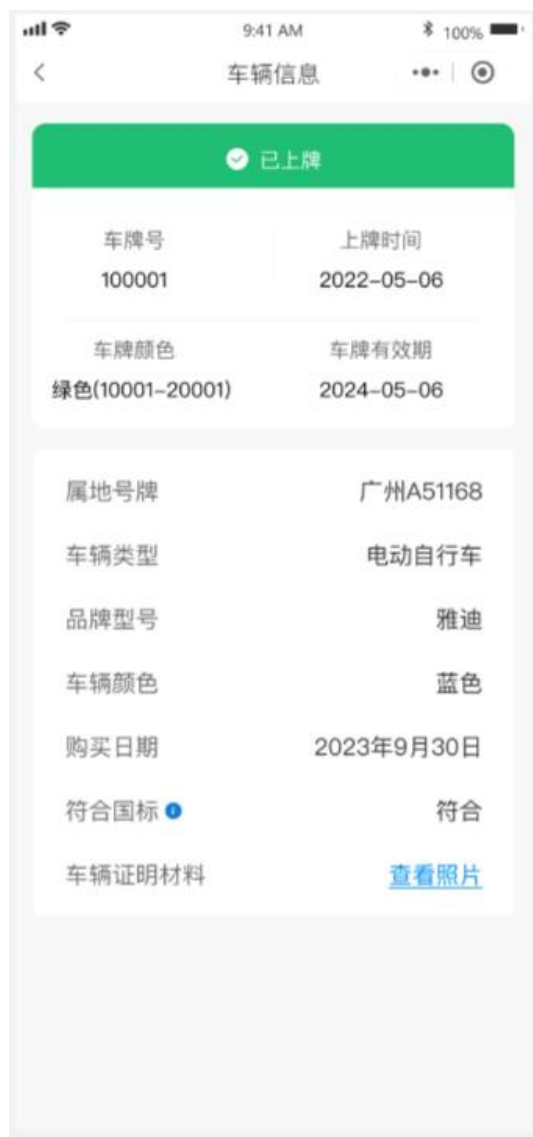 9:41 AM
100%
车辆信息
已上牌
车牌号 上牌时间
100001 2022-05-06
车牌颜色 车牌有效期
绿色(10001-20001) 2024-05-06
属地号牌 广州A51168
车辆类型 电动自行车
品牌型号 雅迪
车辆颜色 蓝色
购买日期 2023年9月30日
符合国标 符合
车辆证明材料 查看照片